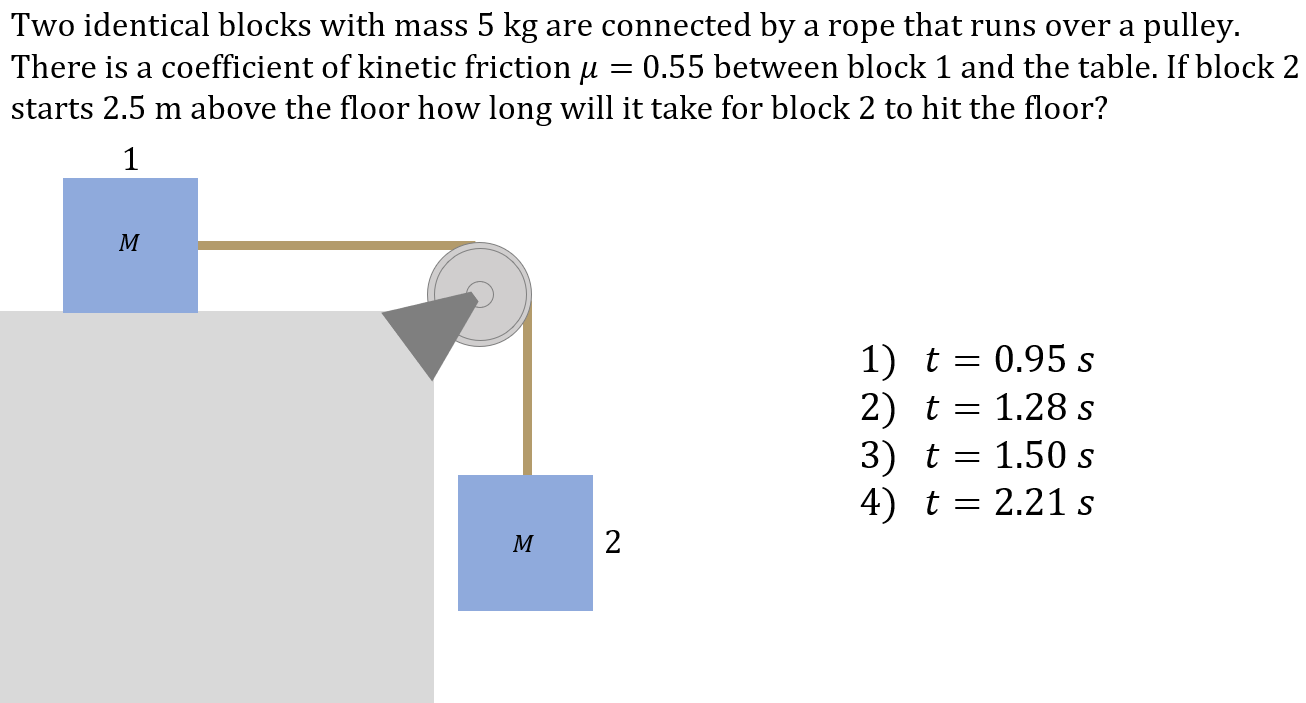 Two identical blocks with mass 5 kg are connected by a rope that runs over a pulley.
There is a coefficient of kinetic friction μ = 0.55 between block 1 and the table. If block 2
starts 2.5 m above the floor how long will it take for block 2 to hit the floor?
1
M
1) t = 0.95 s
2) t = 1.28 s
3) t = 1.50 s
4) t = 2.21 s
M
2